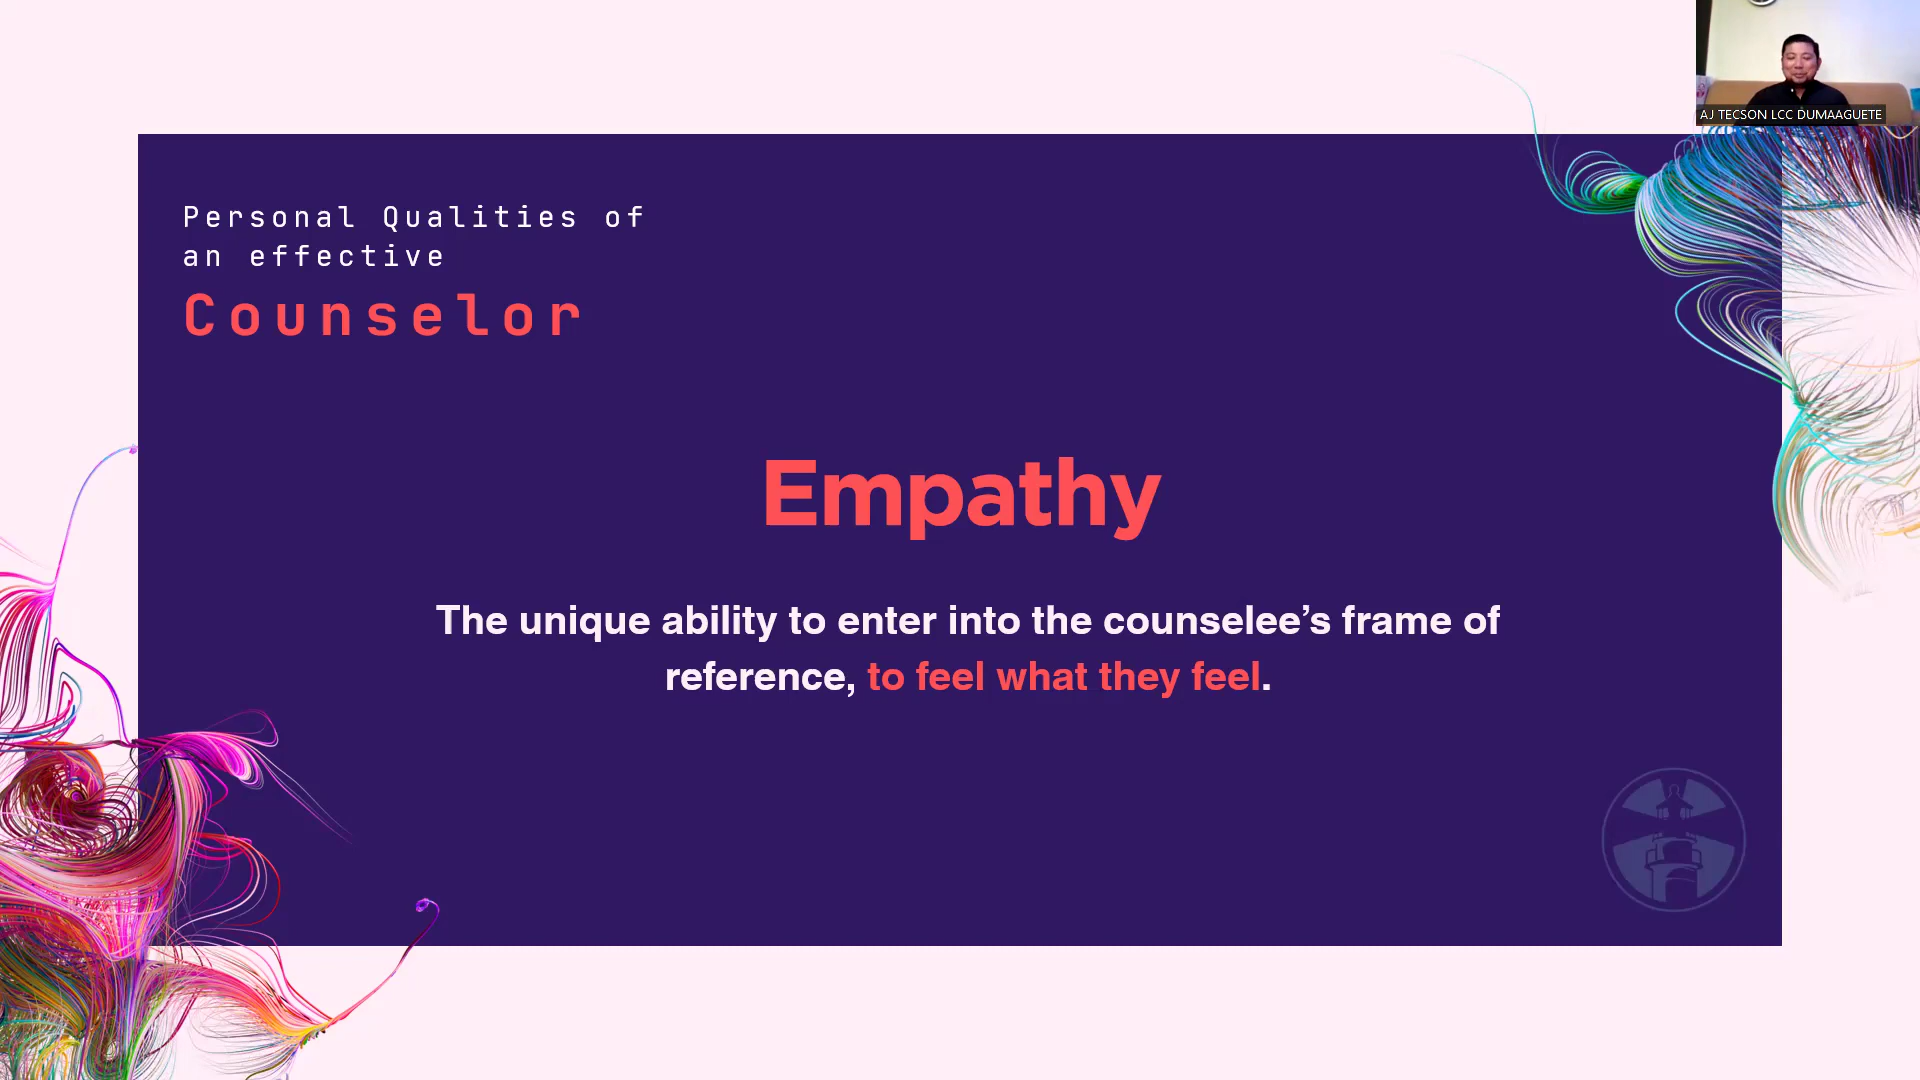 AJ TECSON LCC DUMAAGUETE
Personal Qualities of
an effective
Counselor
Empathy
The unique ability to enter into the counselee’s frame of
reference, to feel what they feel.